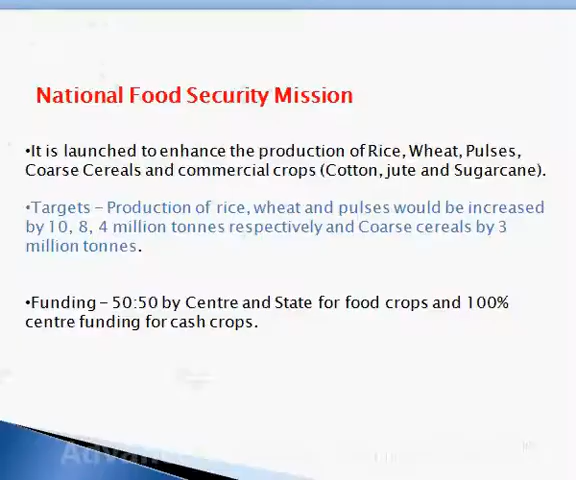 National Food Security Mission
•It is launched to enhance the production of Rice, Wheat, Pulses,
Coarse Cereals and commercial crops (Cotton, jute and Sugarcane).
•Targets – Production of rice, wheat and pulses would be increased
by 10, 8, 4 million tonnes respectively and Coarse cereals by 3
million tonnes.
•Funding – 50:50 by Centre and State for food crops and 100%
centre funding for cash crops.